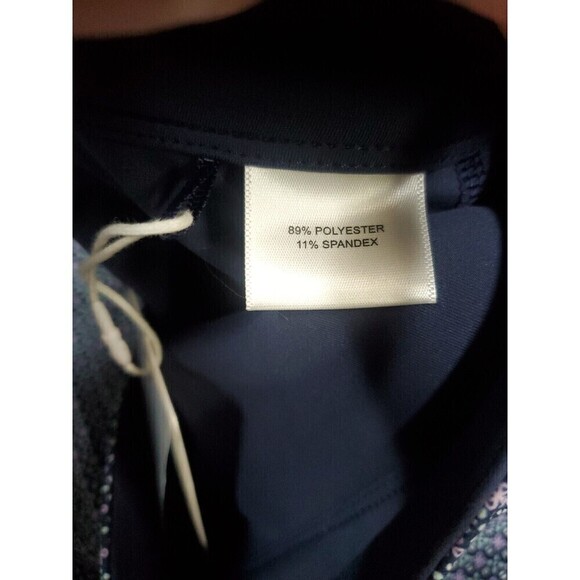 89% POLYESTER
11% SPANDEX